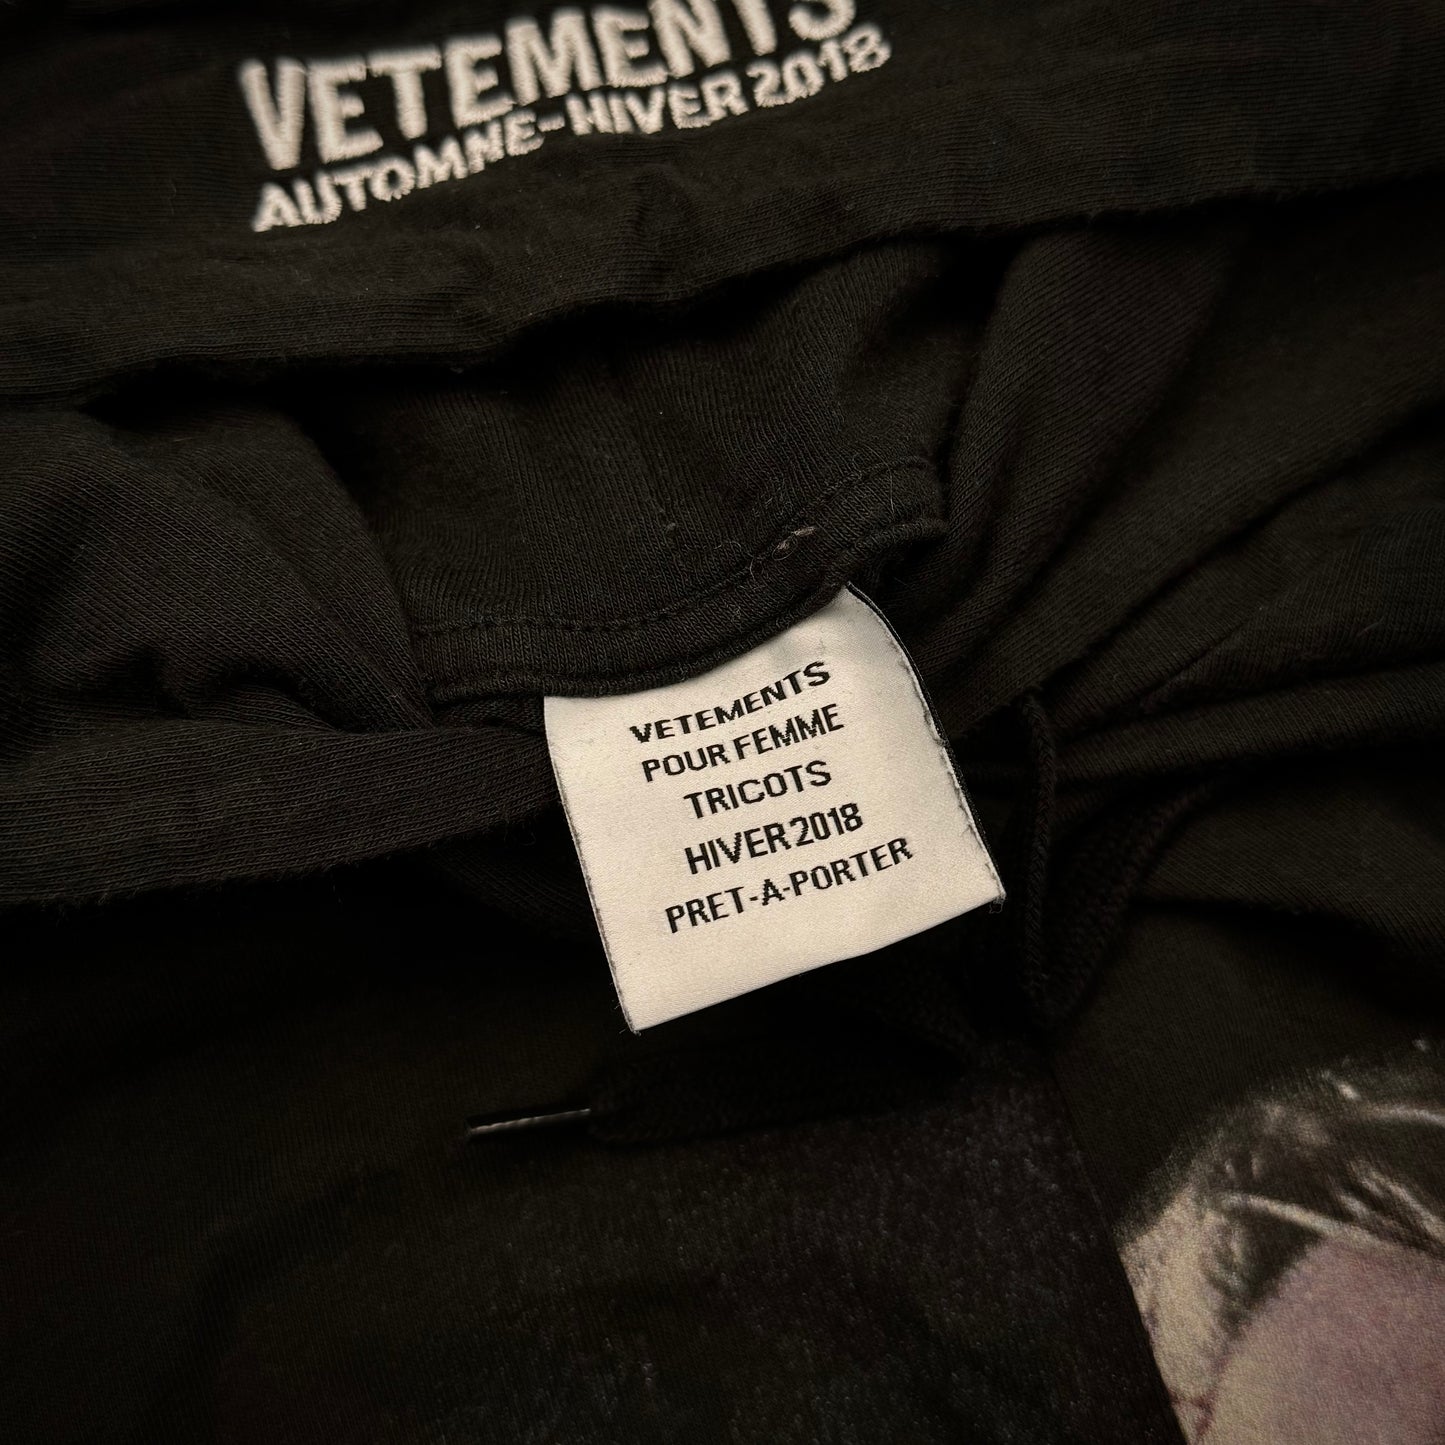 VETEMENTS
AUTOMNE-HIVER 2018
VETEMENTS
POUR FEMME
TRICOTS
HIVER 2018
PRET-A-PORTER